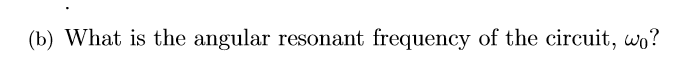 .
(b) What is the angular resonant frequency of the circuit, ω₀?